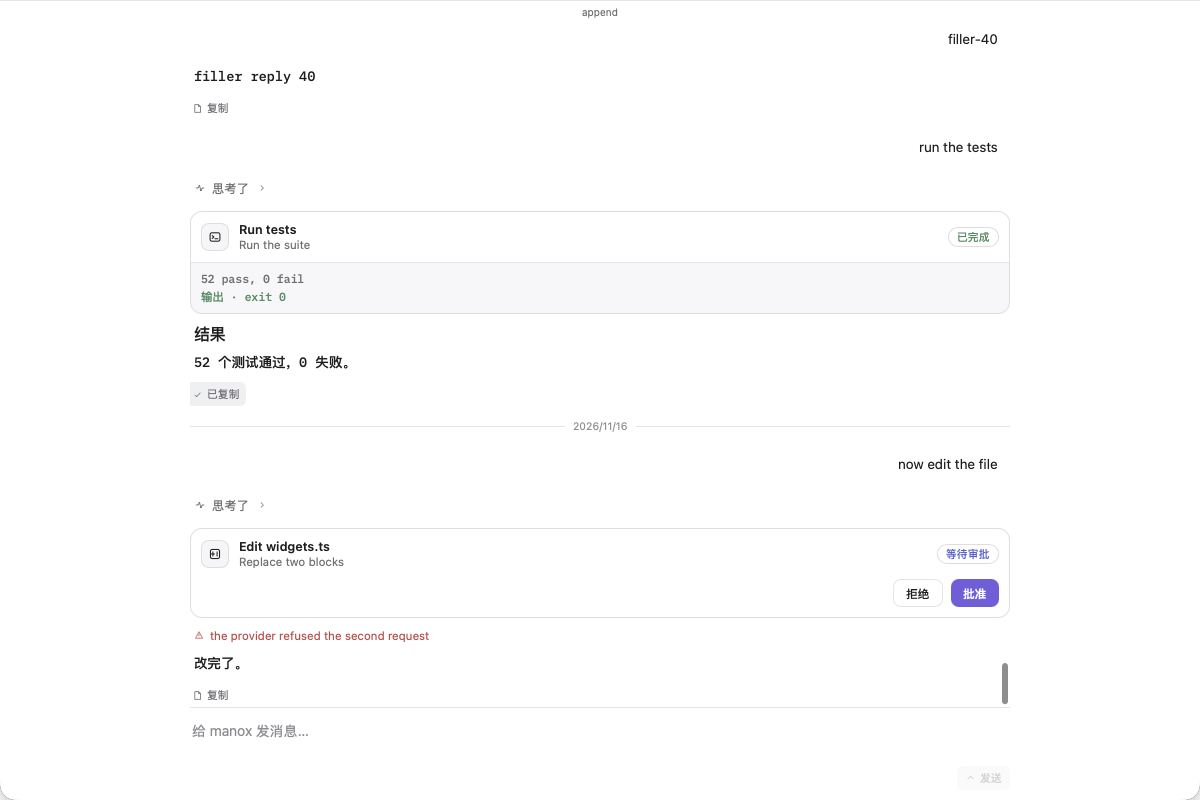 append
filler-40
filler reply 40
复制
run the tests
思考了
Run tests
Run the suite
已完成
52 pass, 0 fail
输出 · exit 0
结果
52 个测试通过，0 失败。
已复制
2026/11/16
now edit the file
思考了
Edit widgets.ts
Replace two blocks
等待审批
拒绝
批准
the provider refused the second request
改完了。
复制
给 manox 发消息...
发送